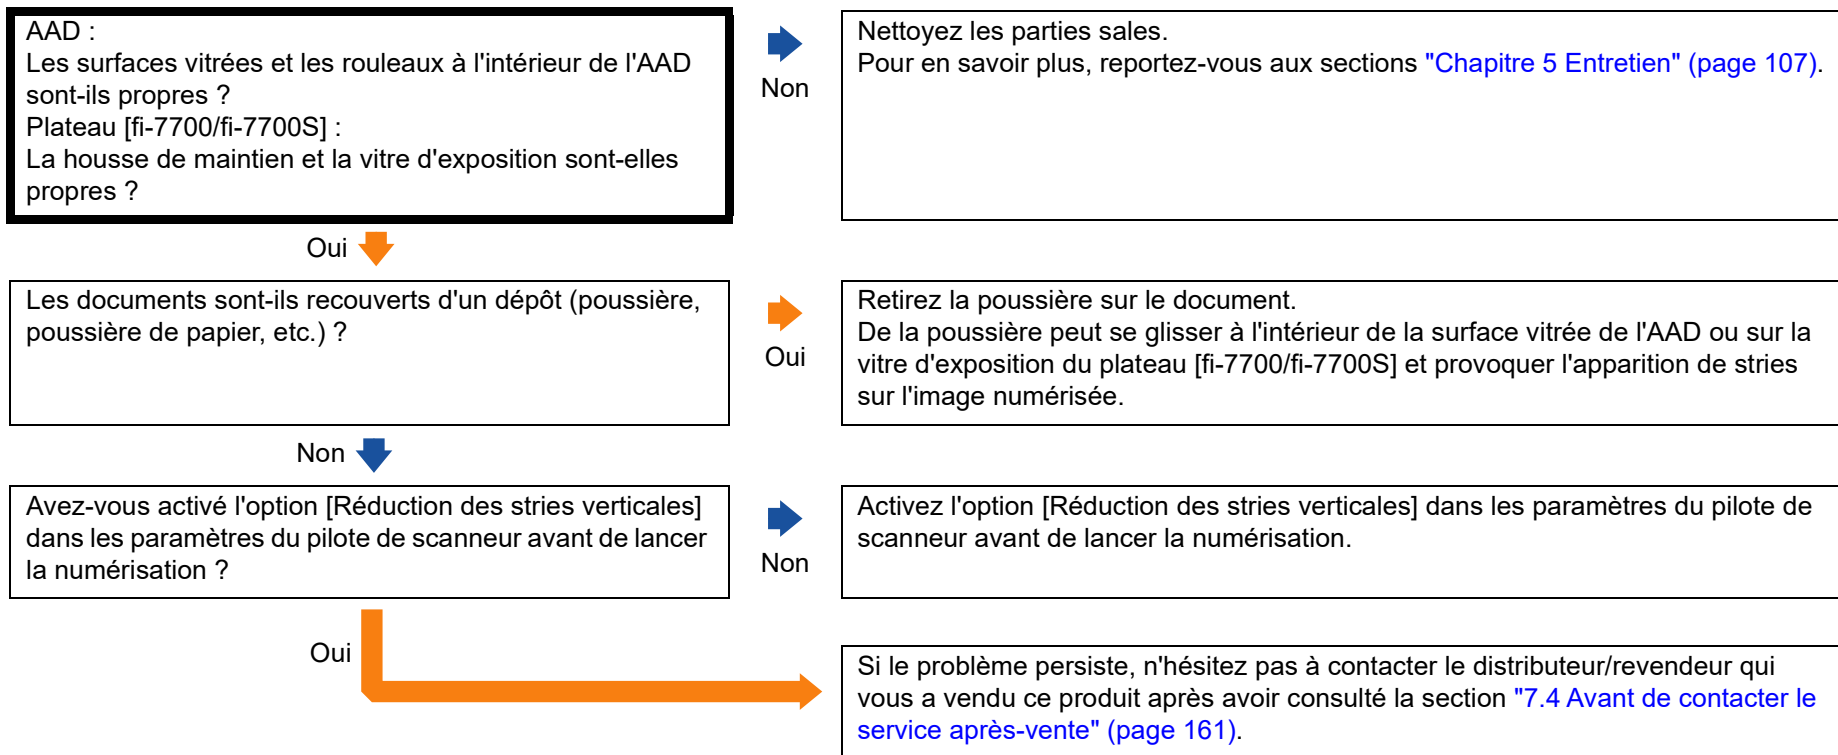 AAD :
Les surfaces vitrées et les rouleaux à l'intérieur de l'AAD
sont-ils propres ?
Plateau [fi-7700/fi-7700S] :
La housse de maintien et la vitre d'exposition sont-elles
propres ?
Non
Nettoyez les parties sales.
Pour en savoir plus, reportez-vous aux sections "Chapitre 5 Entretien" (page 107).
Oui
Les documents sont-ils recouverts d'un dépôt (poussière,
poussière de papier, etc.) ?
Oui
Retirez la poussière sur le document.
De la poussière peut se glisser à l'intérieur de la surface vitrée de l'AAD ou sur la
vitre d'exposition du plateau [fi-7700/fi-7700S] et provoquer l'apparition de stries
sur l'image numérisée.
Non
Avez-vous activé l'option [Réduction des stries verticales]
dans les paramètres du pilote de scanneur avant de lancer
la numérisation ?
Non
Activez l'option [Réduction des stries verticales] dans les paramètres du pilote de
scanneur avant de lancer la numérisation.
Oui
Si le problème persiste, n'hésitez pas à contacter le distributeur/revendeur qui
vous a vendu ce produit après avoir consulté la section "7.4 Avant de contacter le
service après-vente" (page 161).